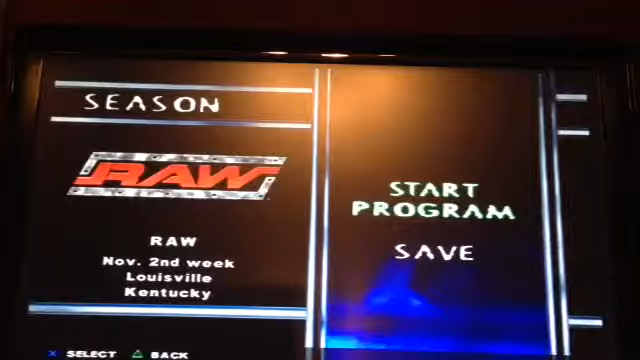 SEASON
RAW
RAW
Nov. 2nd week
Louisville
Kentucky
START
PROGRAM
SAVE
× SELECT △ BACK